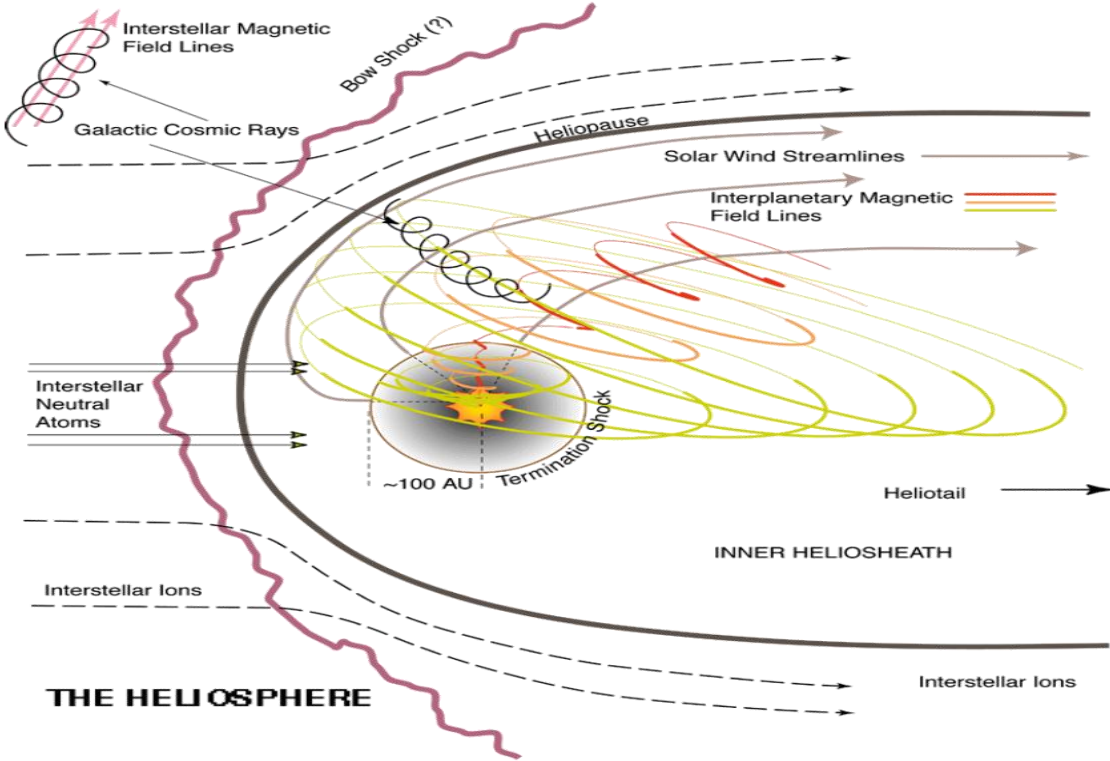 Interstellar Magnetic
Field Lines
Bow Shock (?)
Galactic Cosmic Rays
Heliopause
Solar Wind Streamlines
Interplanetary Magnetic
Field Lines
Interstellar
Neutral
Atoms
Termination Shock
~100 AU
Heliotail
INNER HELIOSHEATH
Interstellar Ions
Interstellar Ions
THE HELIOSPHERE